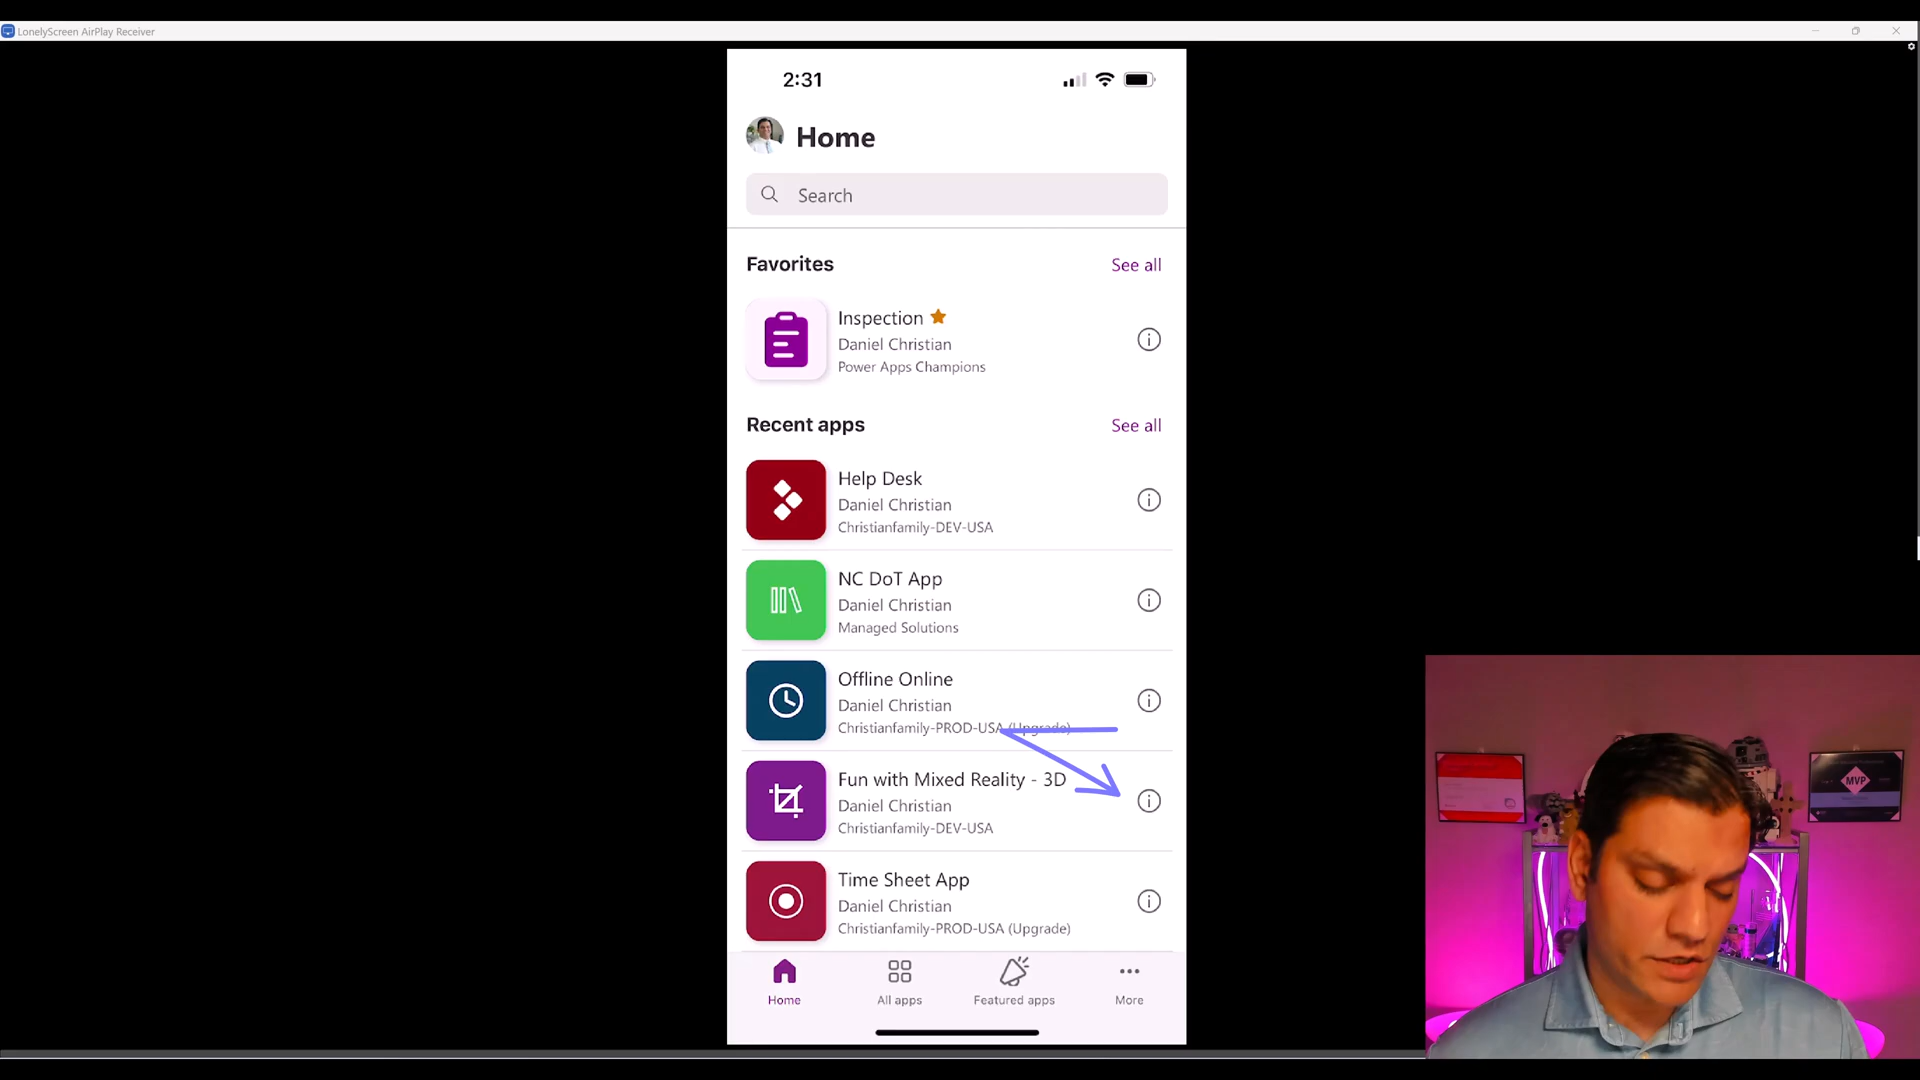 LonelyScreen AirPlay Receiver
2:31
Home
Search
Favorites
See all
Inspection
Daniel Christian
Power Apps Champions
Recent apps
See all
Help Desk
Daniel Christian
Christianfamily-DEV-USA
NC DoT App
Daniel Christian
Managed Solutions
Offline Online
Daniel Christian
Christianfamily-PROD-USA (Upgrade)
Fun with Mixed Reality - 3D
Daniel Christian
Christianfamily-DEV-USA
Time Sheet App
Daniel Christian
Christianfamily-PROD-USA (Upgrade)
Home
All apps
Featured apps
More
MVP